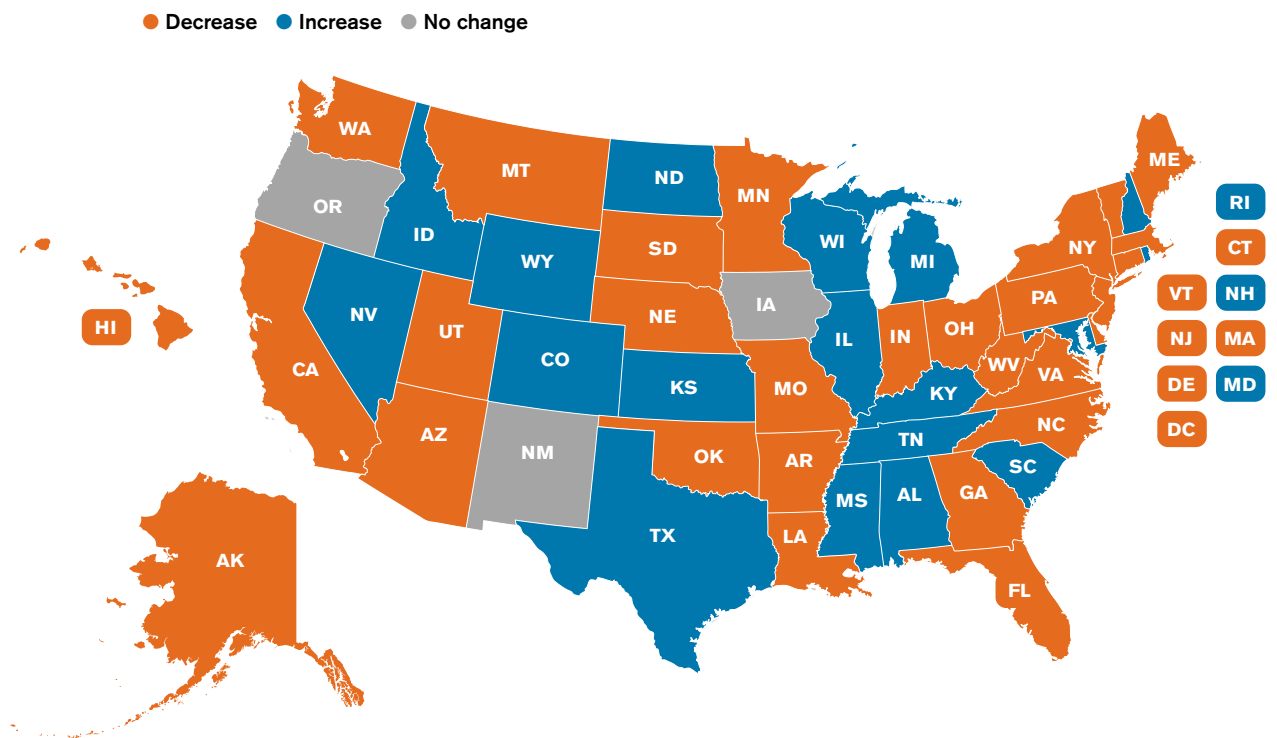 Decrease Increase No change
WA
MT
ND
MN
ME
OR
ID
SD
WI
MI
NY
RI
CT
WY
NE
IA
PA
VT NH
HI
NV
UT
CO
KS
MO
IL
IN
OH
WV
VA
NJ MA
CA
KY
DE MD
AZ
NM
OK
AR
TN
NC
DC
SC
MS
AL
GA
TX
LA
AK
FL